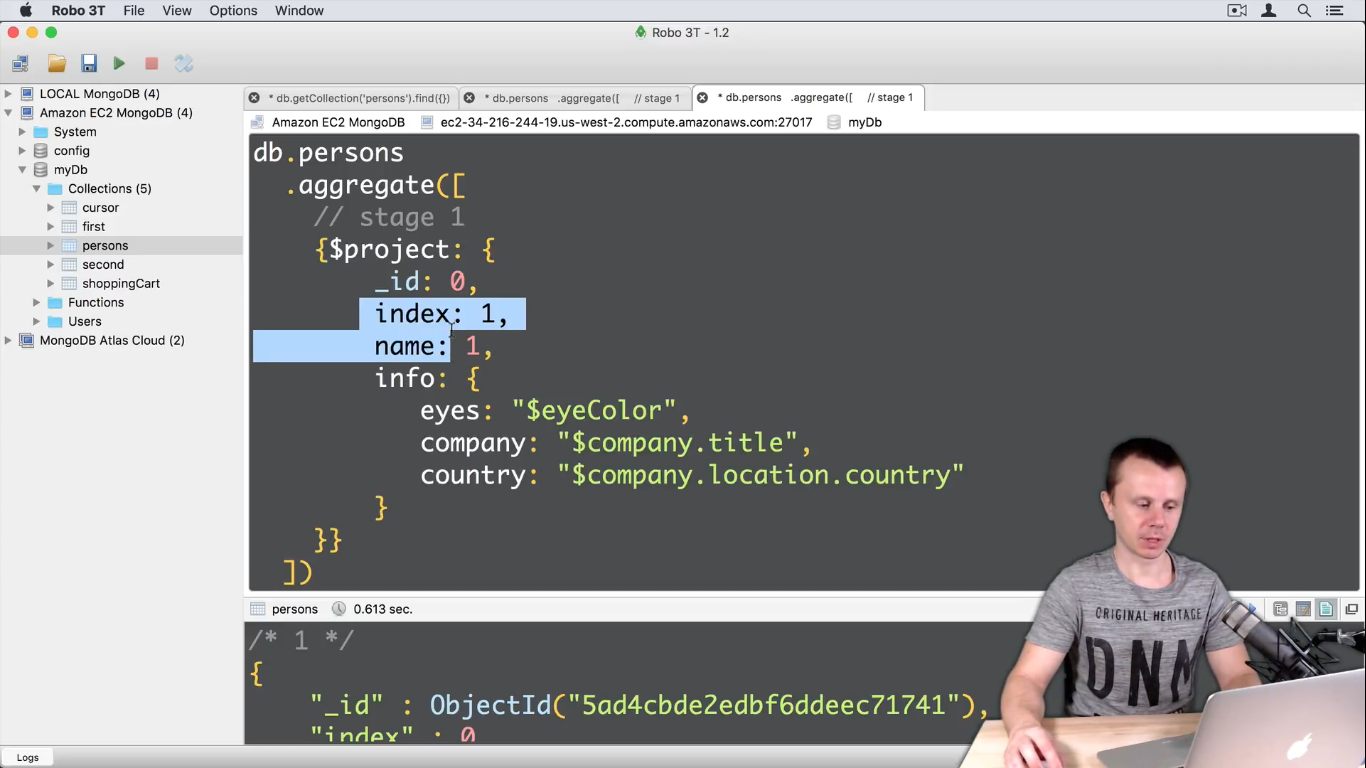 Robo 3T File View Options Window
Robo 3T - 1.2
LOCAL MongoDB (4)
Amazon EC2 MongoDB (4)
System
config
myDb
Collections (5)
cursor
first
persons
second
shoppingCart
Functions
Users
MongoDB Atlas Cloud (2)
* db.getCollection('persons').find({}) * db.persons .aggregate([ // stage 1 * db.persons .aggregate([ // stage 1
Amazon EC2 MongoDB ec2-34-216-244-19.us-west-2.compute.amazonaws.com:27017 myDb
db.persons
.aggregate([
// stage 1
{$project: {
_id: 0,
index: 1,
name: 1,
info: {
eyes: "$eyeColor",
company: "$company.title",
country: "$company.location.country"
}
}}
])
persons 0.613 sec.
/* 1 */
{
"_id" : ObjectId("5ad4cbde2edbf6ddeec71741"),
"index" : 0
Logs
ORIGINAL HERITAGE
DNM